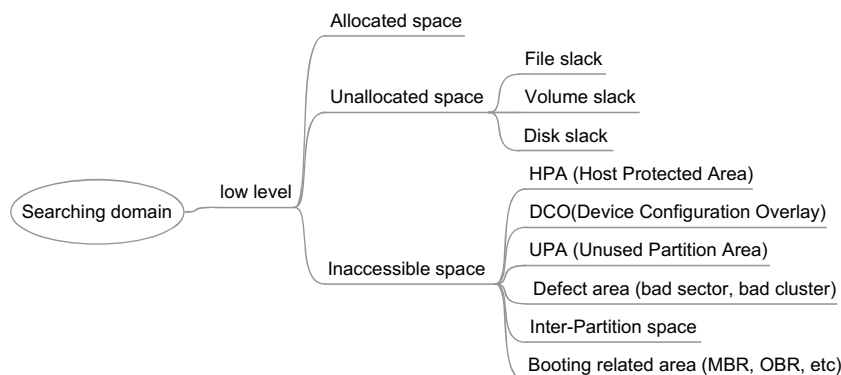 Allocated space
File slack
Unallocated space
Volume slack
Disk slack
HPA (Host Protected Area)
low level
DCO(Device Configuration Overlay)
Searching domain
UPA (Unused Partition Area)
Inaccessible space
Defect area (bad sector, bad cluster)
Inter-Partition space
Booting related area (MBR, OBR, etc)